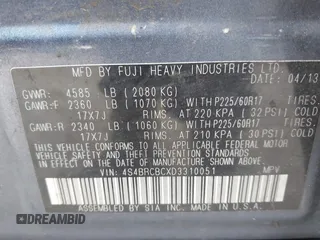 MFD BY FUJI HEAVY INDUSTRIES LTD.
04/13
GVWR: 4585 LB (2080 KG)
GAWR:F 2360 LB (1070 KG) WITH P225/60R17 TIRES,
17X7J RIMS, AT 220 KPA (32 PSI) COLD
GAWR:R 2340 LB (1060 KG) WITH P225/60R17 TIRES,
17X7J RIMS, AT 210 KPA (30 PSI) COLD
THIS VEHICLE CONFORMS TO ALL APPLICABLE
U.S. FEDERAL MOTOR VEHICLE SAFETY
STANDARDS IN EFFECT ON THE DATE OF
MANUFACTURE SHOWN ABOVE.
VIN: 4S4BRCBCXD3310051 MPV
ASSEMBLED BY SIA INC. MADE IN U.S.A.
DREAMBID